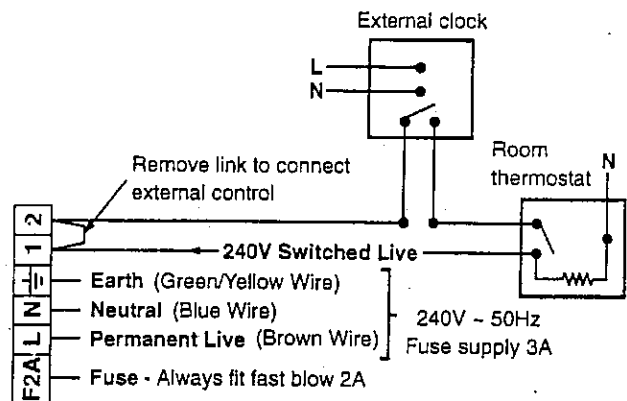 External clock
L
N
Remove link to connect
external control
Room
thermostat
N
2
1
240V Switched Live
Earth (Green/Yellow Wire)
N
Neutral (Blue Wire)
L
Permanent Live (Brown Wire)
240V ~ 50Hz
Fuse supply 3A
F2A
Fuse - Always fit fast blow 2A